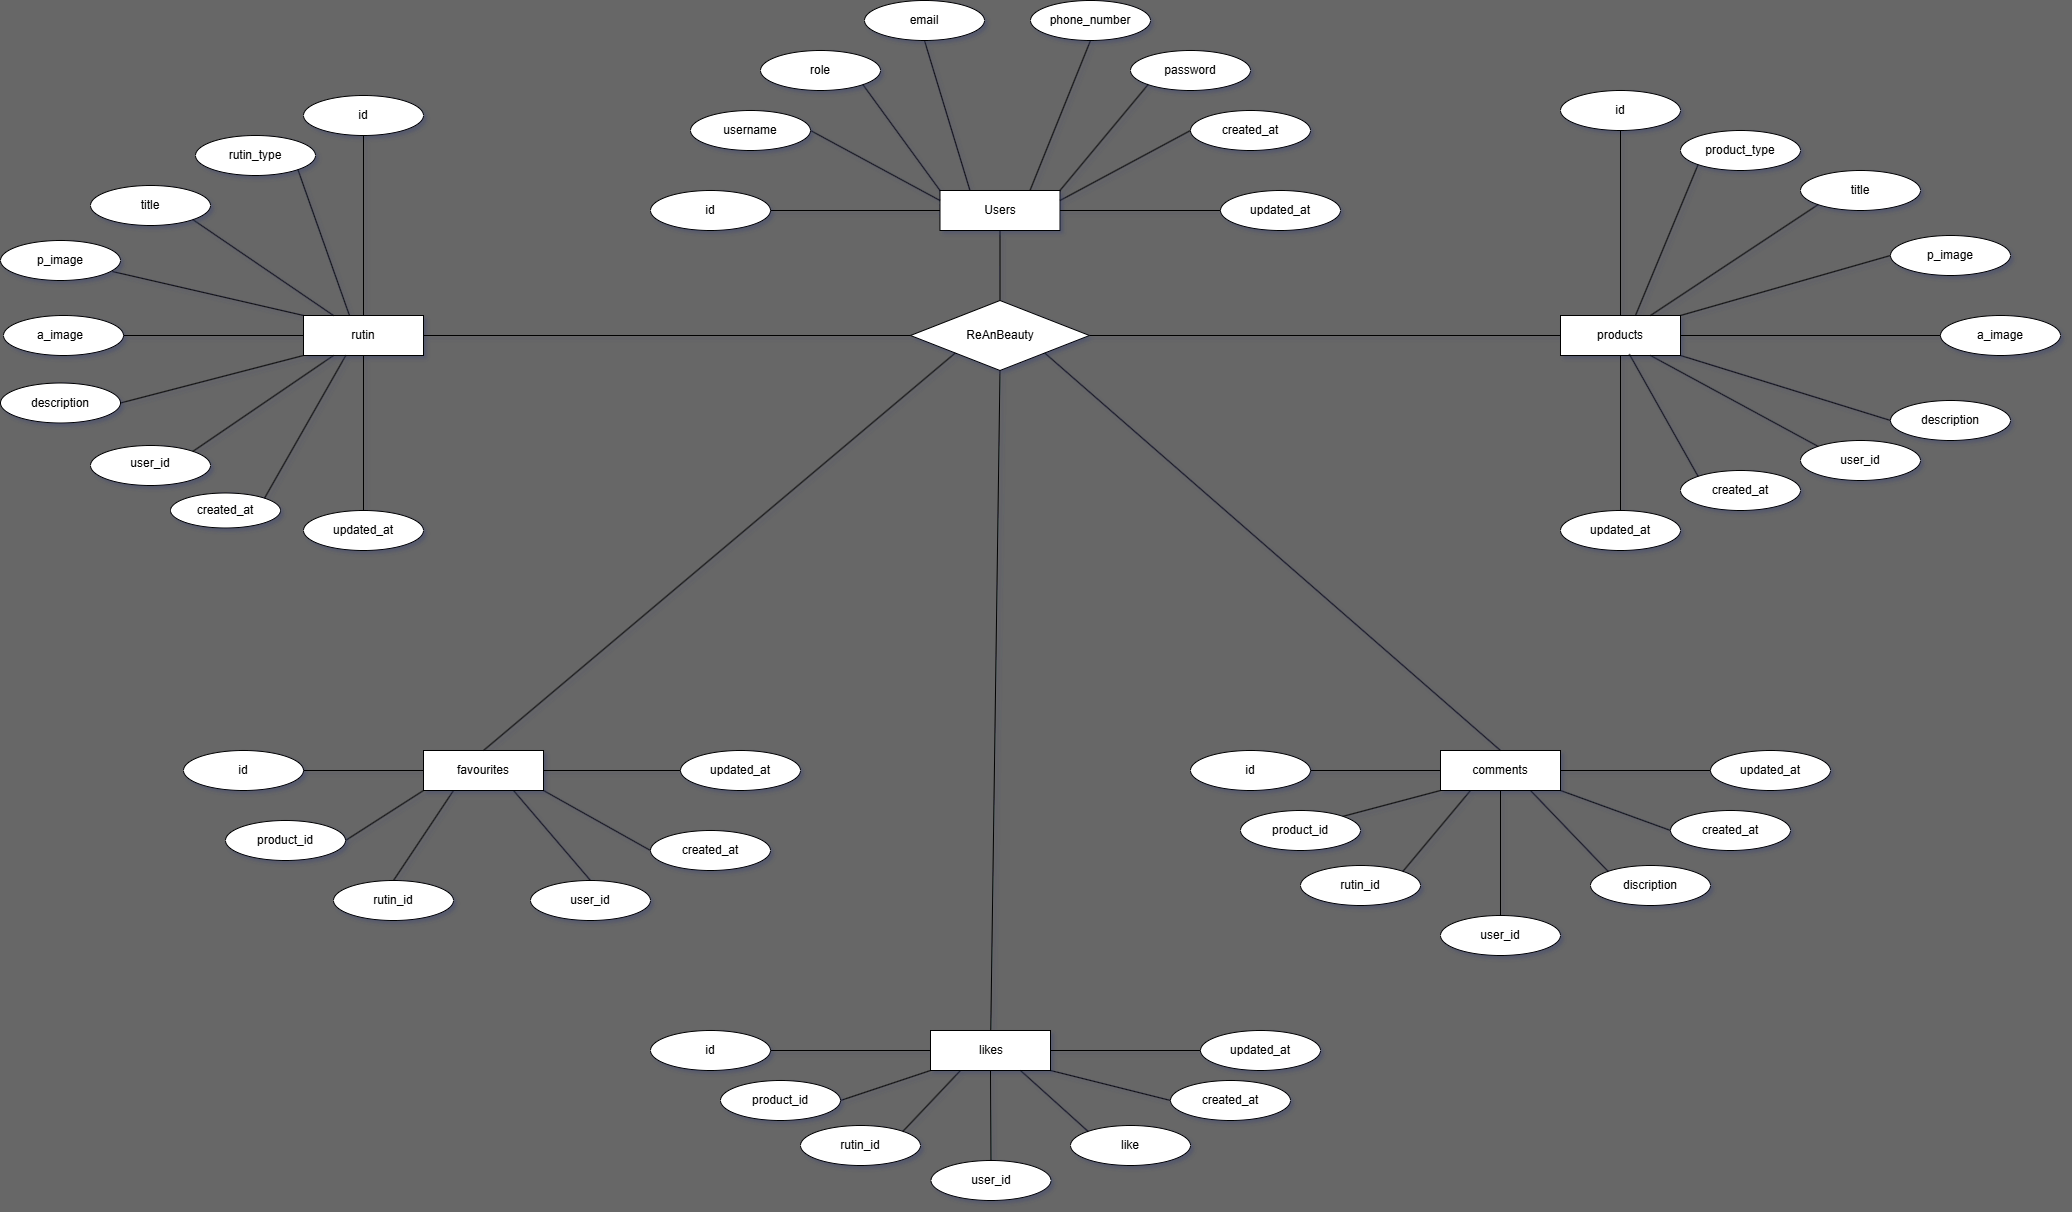 email
phone_number
role
password
id
id
username
created_at
product_type
rutin_type
title
title
id
Users
updated_at
p_image
p_image
rutin
ReAnBeauty
products
a_image
a_image
description
description
user_id
user_id
created_at
created_at
updated_at
updated_at
id
favourites
updated_at
id
comments
updated_at
product_id
created_at
product_id
created_at
rutin_id
user_id
rutin_id
discription
user_id
id
likes
updated_at
product_id
created_at
rutin_id
like
user_id